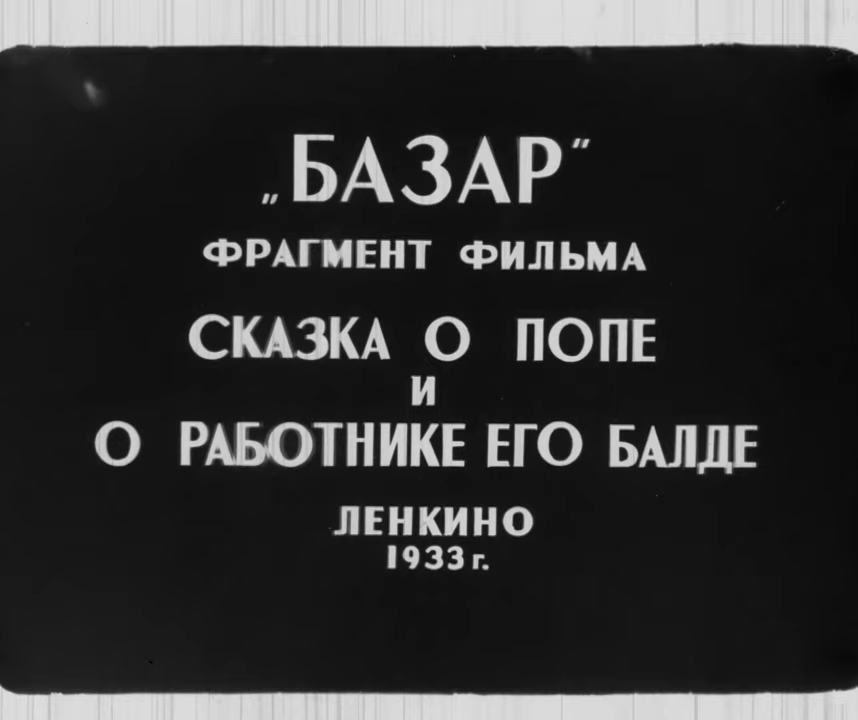 „БАЗАР”
ФРАГМЕНТ ФИЛЬМА
СКАЗКА О ПОПЕ
И
О РАБОТНИКЕ ЕГО БАЛДЕ
ЛЕНКИНО
1933 г.